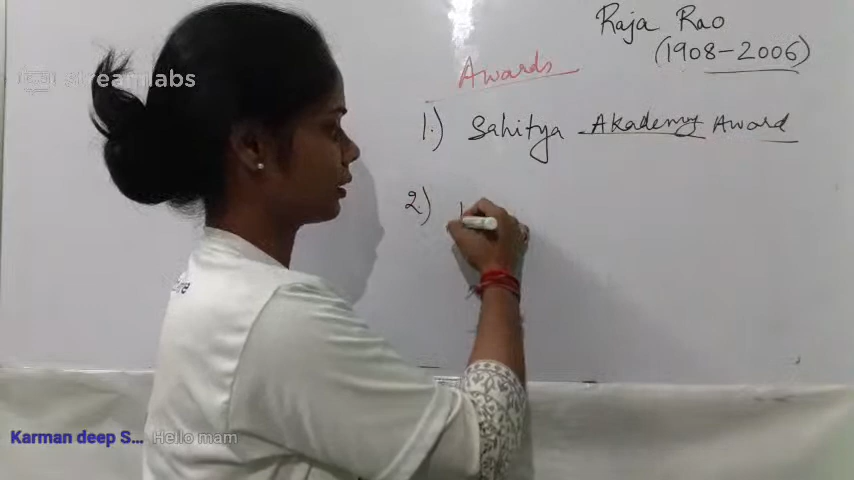 Raja Rao
(1908-2006)
streamlabs
Awards
1.) Sahitya Akademy Award
2.)
Karman deep S... Hello mam